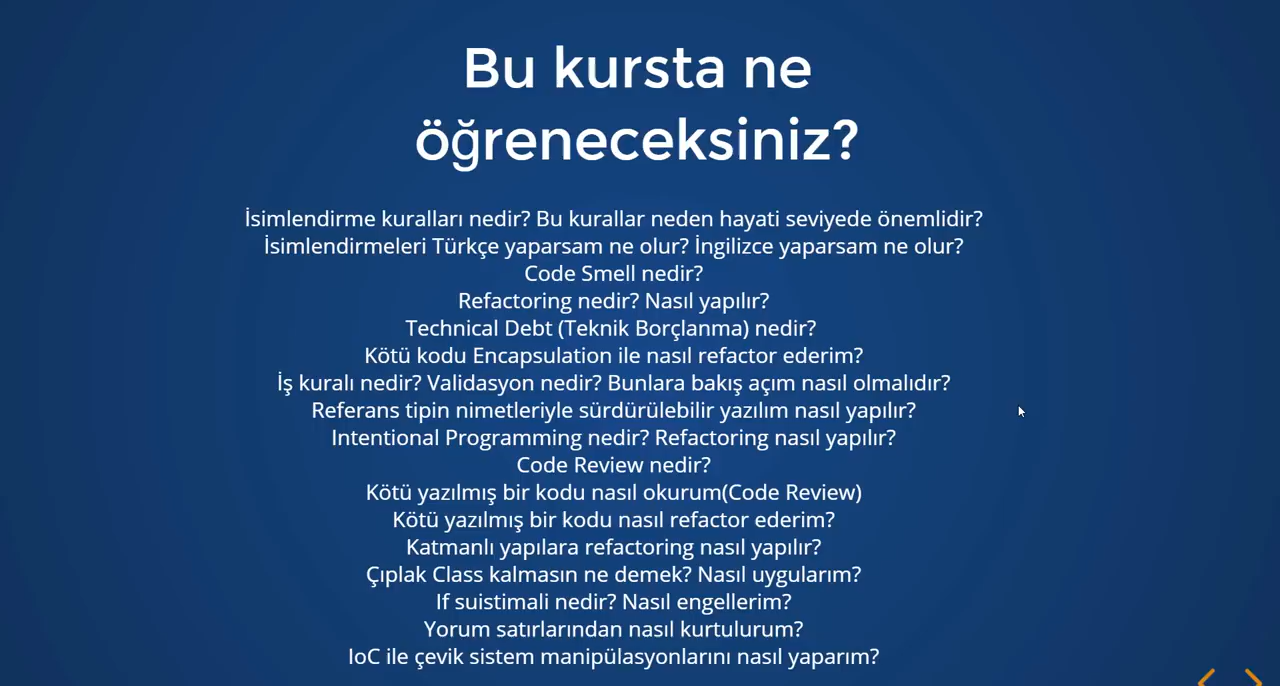 Bu kursta ne
öğreneceksiniz?
İsimlendirme kuralları nedir? Bu kurallar neden hayati seviyede önemlidir?
İsimlendirmeleri Türkçe yaparsam ne olur? İngilizce yaparsam ne olur?
Code Smell nedir?
Refactoring nedir? Nasıl yapılır?
Technical Debt (Teknik Borçlanma) nedir?
Kötü kodu Encapsulation ile nasıl refactor ederim?
İş kuralı nedir? Validasyon nedir? Bunlara bakış açım nasıl olmalıdır?
Referans tipin nimetleriyle sürdürülebilir yazılım nasıl yapılır?
Intentional Programming nedir? Refactoring nasıl yapılır?
Code Review nedir?
Kötü yazılmış bir kodu nasıl okurum(Code Review)
Kötü yazılmış bir kodu nasıl refactor ederim?
Katmanlı yapılara refactoring nasıl yapılır?
Çıplak Class kalmasın ne demek? Nasıl uygularım?
If suistimali nedir? Nasıl engellerim?
Yorum satırlarından nasıl kurtulurum?
IoC ile çevik sistem manipülasyonlarını nasıl yaparım?